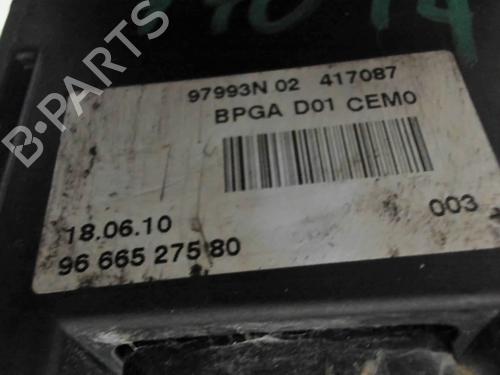 B-PARTS
97993N 02 417087
BPGA D01 CEM0
003
18.06.10
96 665 275 80